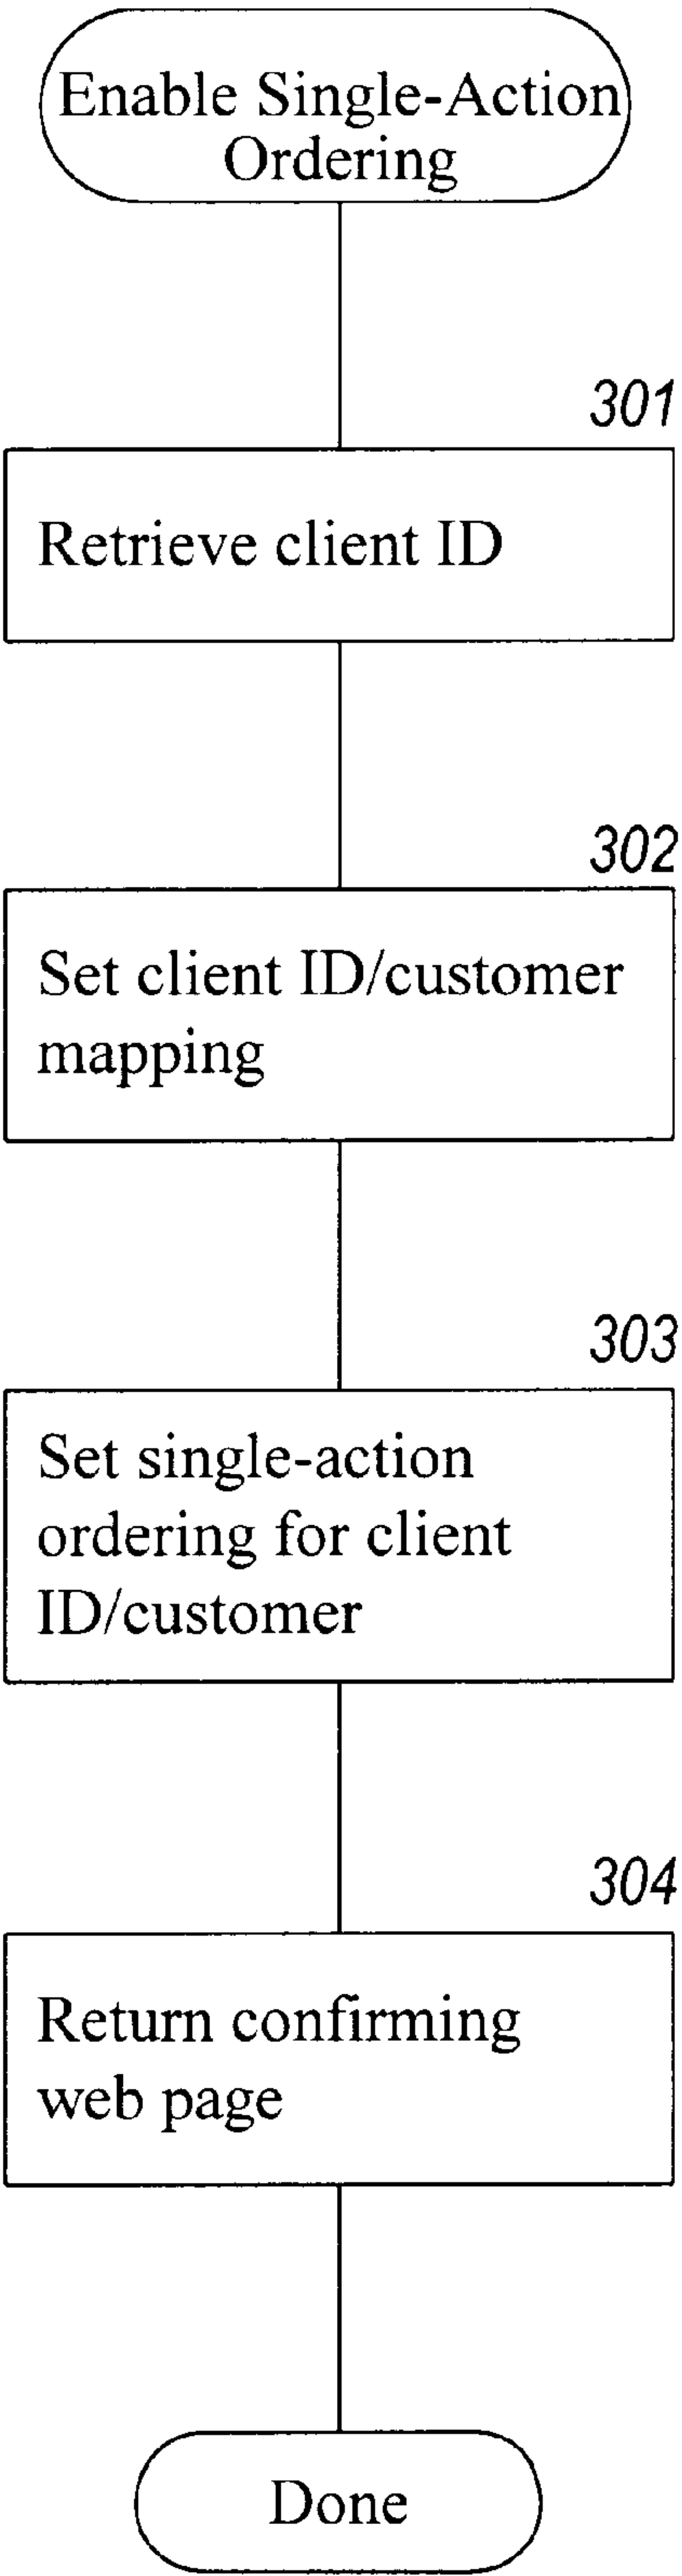 Enable Single-Action
Ordering
301
Retrieve client ID
302
Set client ID/customer
mapping
303
Set single-action
ordering for client
ID/customer
304
Return confirming
web page
Done